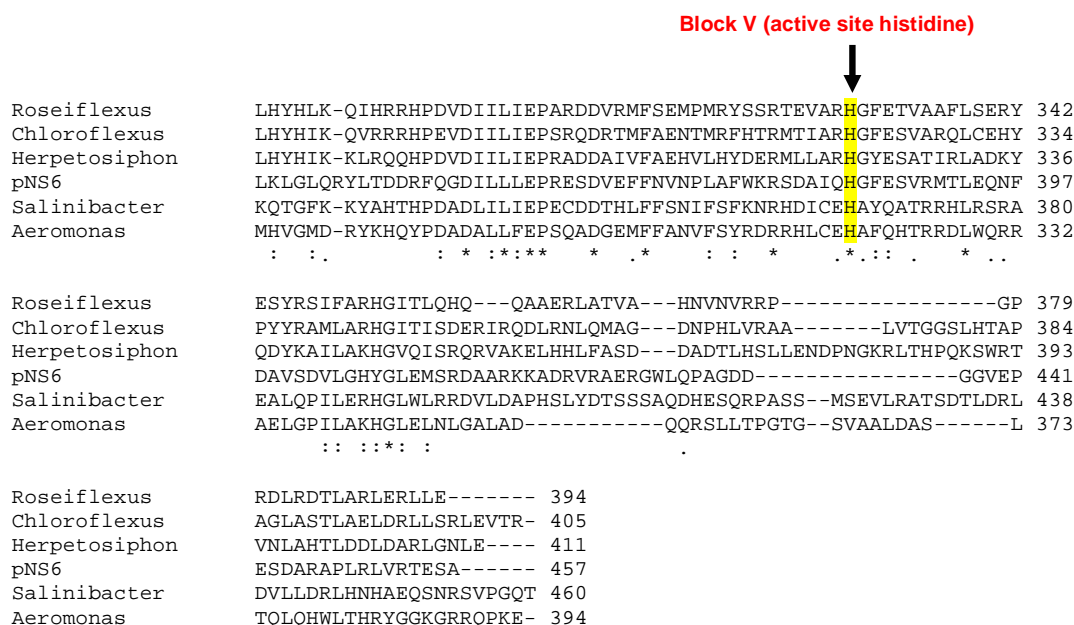 Block V (active site histidine)
Roseiflexus LHYHLK-QIHRRHPDVDIILIEPARDDVRMFSEMPMRYSSRTEVARHGFETVAAFLSERY 342
Chloroflexus LHYHIK-QVRRRHPEVDIILIEPSRQDRTMFAENTMRFHTRMTIARHGFESVARQLCEHY 334
Herpetosiphon LHYHIK-KLRQQHPDVDIILIEPRADDAIVFAEHVLHYDERMLLARHGYESATIRLADKY 336
pNS6 LKLGLQRYLTDDRFQGDILLLEPRESDVEFFNVNPLAFWKRSDAIQHGFESVRMTLEQNF 397
Salinibacter KQTGFK-KYAHTHPDADLILIEPECDDTHLFFSNIFSFKNRHDICEHAYQATRRHLRSRA 380
Aeromonas MHVGMD-RYKHQYPDADALLFEPSQADGEMFFANVFSYRDRRHLCEHAFQHTRRDLWQRR 332
: :. : * :*:** * .* : : * .*.:: . * ..
Roseiflexus ESYRSIFARHGITLQHQ---QAAERLATVA---HNVNVRRP-----------------GP 379
Chloroflexus PYYRAMLARHGITISDERIRQDLRNLQMAG---DNPHLVRAA--------LVTGGSLHTAP 384
Herpetosiphon QDYKAILAKHGVQISRQRVAKELHHLFASD---DADTLHSLLENDPNGKRLTHPQKSWRT 393
pNS6 DAVSDVLGHYGLEMSRDAARKKADRVRAERGWLQPAGDD----------------GGVEP 441
Salinibacter EALQPILERHGLWLRRDVLDAPHSLYDTSSSAQDHESQRPASS--MSEVLRATSDTLDRL 438
Aeromonas AELGPILAKHGLELNLGALAD-----------QQRSLLTPGTG--SVAALDAS------L 373
:: ::*: : .
Roseiflexus RDLRDTLARLERLLE------- 394
Chloroflexus AGLASTLAELDRLLSRLEVTR- 405
Herpetosiphon VNLAHTLDDLDARLGNLE---- 411
pNS6 ESDARAPLRLVRTESA------ 457
Salinibacter DVLLDRLHNHAEQSNRSVPGQT 460
Aeromonas TQLQHWLTHRYGGKGRRQPKE- 394